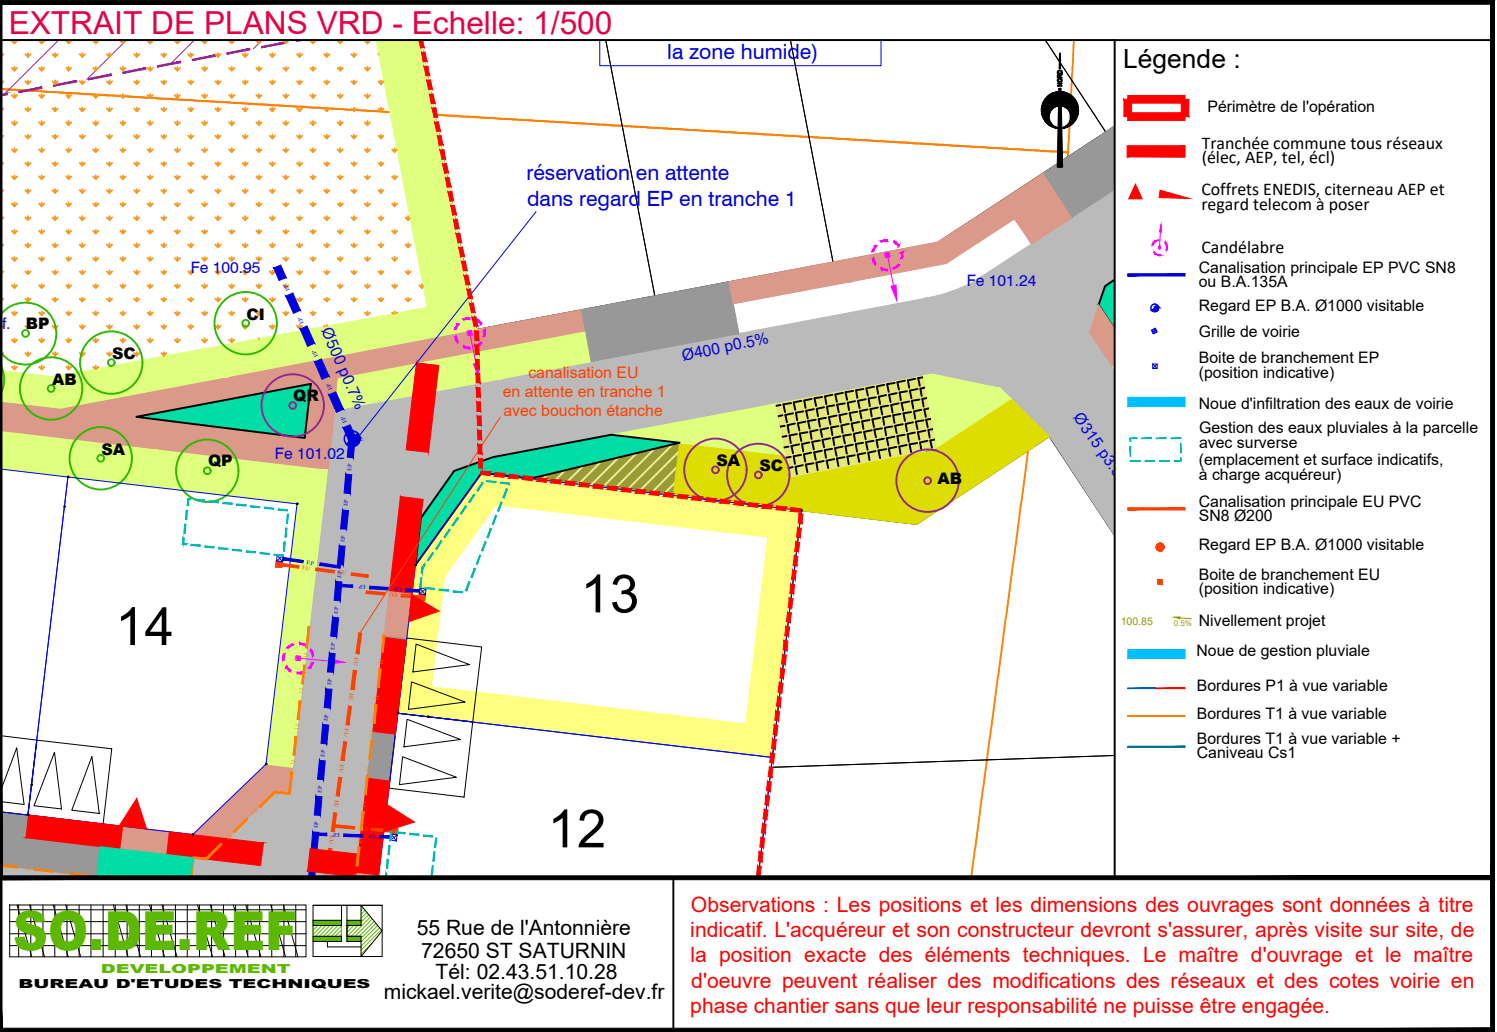 EXTRAIT DE PLANS VRD - Echelle: 1/500
la zone humide)
NORD
réservation en attente
dans regard EP en tranche 1
Fe 100.95
Fe 101.24
f.
BP
CI
SC
AB
QR
SA
QP
Ø500 p0.7%
Ø400 p0.5%
canalisation EU
en attente en tranche 1
avec bouchon étanche
Fe 101.02
SA
SC
AB
14
13
12
Légende :
Périmètre de l'opération
Tranchée commune tous réseaux
(élec, AEP, tel, écl)
Coffrets ENEDIS, citerneau AEP et
regard telecom à poser
Candélabre
Canalisation principale EP PVC SN8
ou B.A.135A
Regard EP B.A. Ø1000 visitable
Grille de voirie
Boite de branchement EP
(position indicative)
Noue d'infiltration des eaux de voirie
Gestion des eaux pluviales à la parcelle
avec surverse
(emplacement et surface indicatifs,
à charge acquéreur)
Canalisation principale EU PVC
SN8 Ø200
Regard EP B.A. Ø1000 visitable
Boite de branchement EU
(position indicative)
100.85 0.5% Nivellement projet
Noue de gestion pluviale
Bordures P1 à vue variable
Bordures T1 à vue variable
Bordures T1 à vue variable +
Caniveau Cs1
SO.DE.REF
DEVELOPPEMENT
BUREAU D'ETUDES TECHNIQUES
55 Rue de l'Antonnière
72650 ST SATURNIN
Tél: 02.43.51.10.28
mickael.verite@soderef-dev.fr
Observations : Les positions et les dimensions des ouvrages sont données à titre
indicatif. L'acquéreur et son constructeur devront s'assurer, après visite sur site, de
la position exacte des éléments techniques. Le maître d'ouvrage et le maître
d'oeuvre peuvent réaliser des modifications des réseaux et des cotes voirie en
phase chantier sans que leur responsabilité ne puisse être engagée.